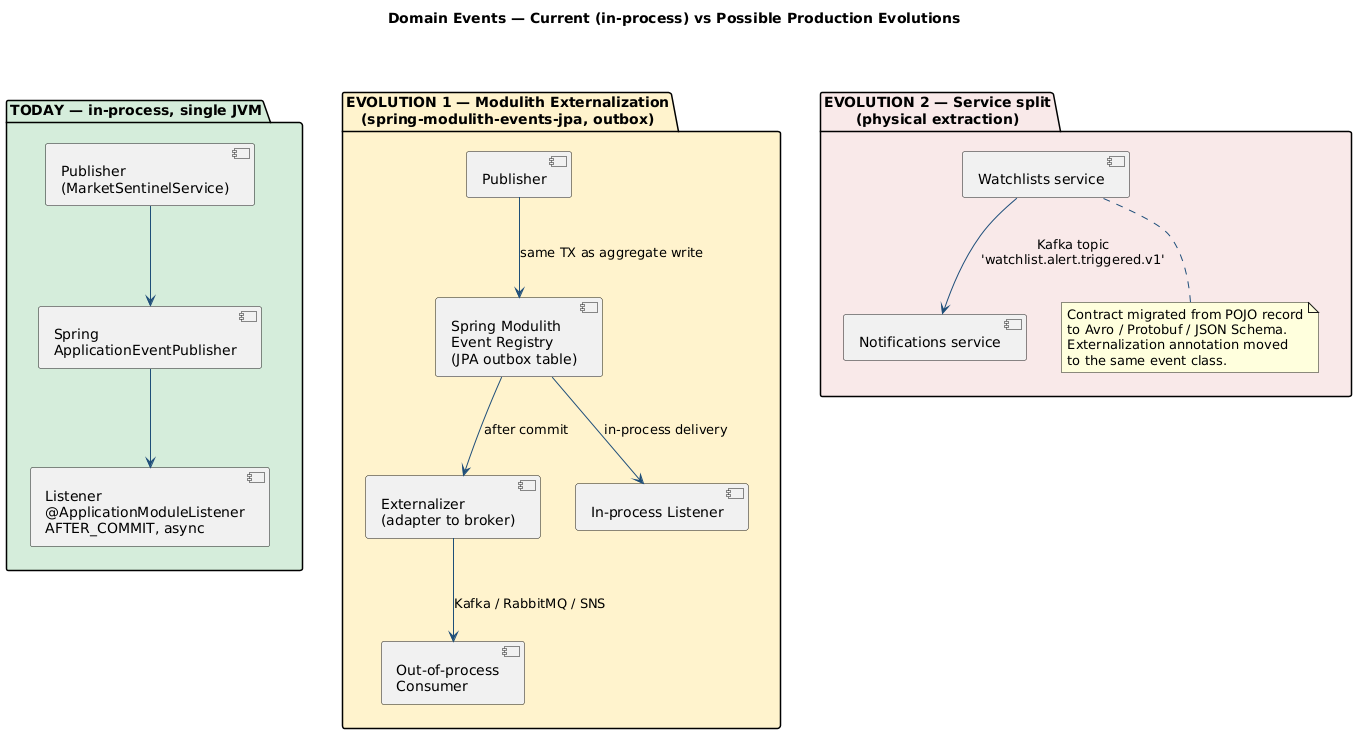 Domain Events — Current (in-process) vs Possible Production Evolutions
TODAY — in-process, single JVM
Publisher
(MarketSentinelService)
Spring
ApplicationEventPublisher
Listener
@ApplicationModuleListener
AFTER_COMMIT, async
EVOLUTION 1 — Modulith Externalization
(spring-modulith-events-jpa, outbox)
Publisher
same TX as aggregate write
Spring Modulith
Event Registry
(JPA outbox table)
after commit
in-process delivery
Externalizer
(adapter to broker)
In-process Listener
Kafka / RabbitMQ / SNS
Out-of-process
Consumer
EVOLUTION 2 — Service split
(physical extraction)
Watchlists service
Kafka topic
'watchlist.alert.triggered.v1'
Notifications service
Contract migrated from POJO record
to Avro / Protobuf / JSON Schema.
Externalization annotation moved
to the same event class.